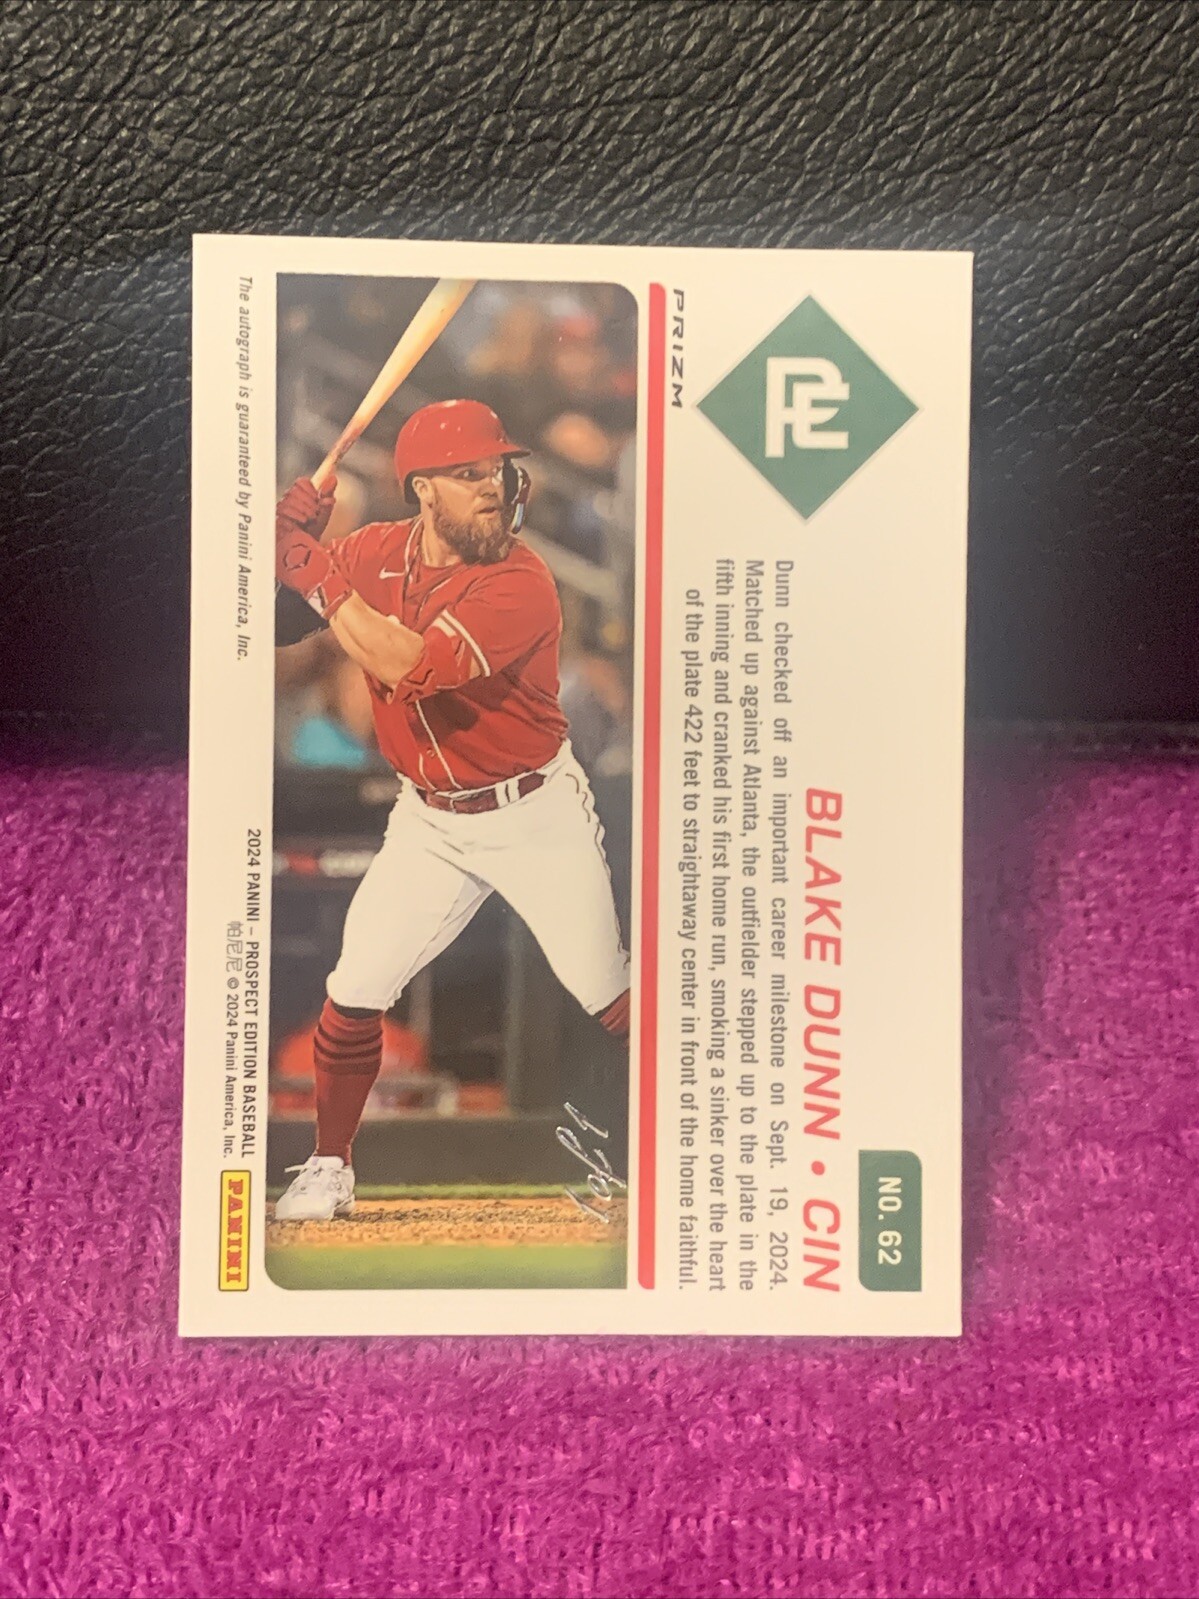 NO. 62
BLAKE DUNN • CIN
Dunn checked off an important career milestone on Sept. 19, 2024.
Matched up against Atlanta, the outfielder stepped up to the plate in the
fifth inning and cranked his first home run, smoking a sinker over the heart
of the plate 422 feet to straightaway center in front of the home faithful.
PRIZM
1 of 1
The autograph is guaranteed by Panini America, Inc.
2024 PANINI – PROSPECT EDITION BASEBALL
帕尼尼 © 2024 Panini America, Inc.
PANINI